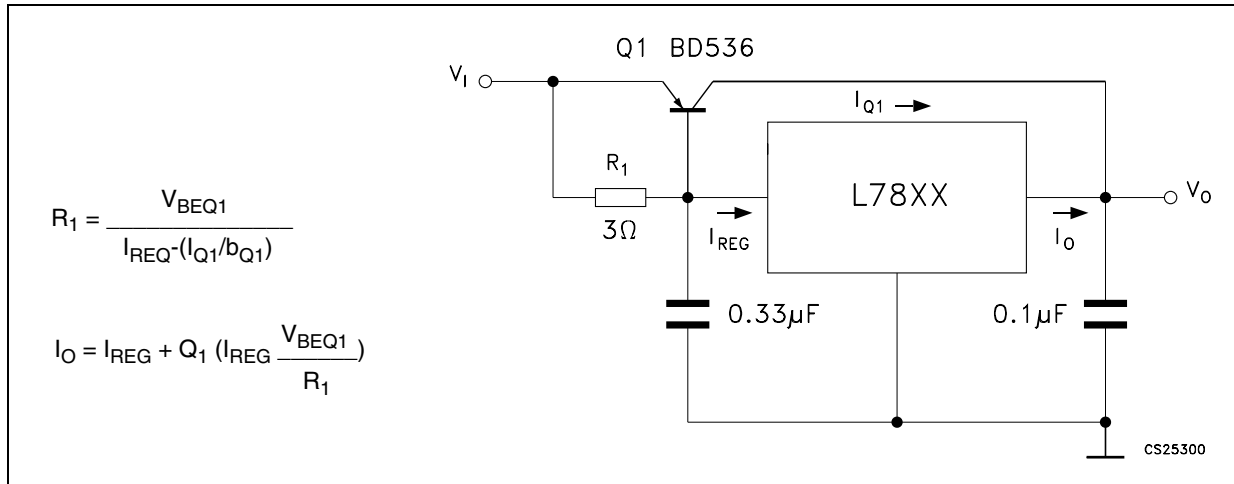 Q1 BD536
V_I
I_Q1
R_1
L78XX
V_O
3Ω
I_REG
I_O
0.33µF
0.1µF
R_1 = V_BEQ1 / I_REQ-(I_Q1/b_Q1)
I_O = I_REG + Q_1 (I_REG V_BEQ1 / R_1)
CS25300